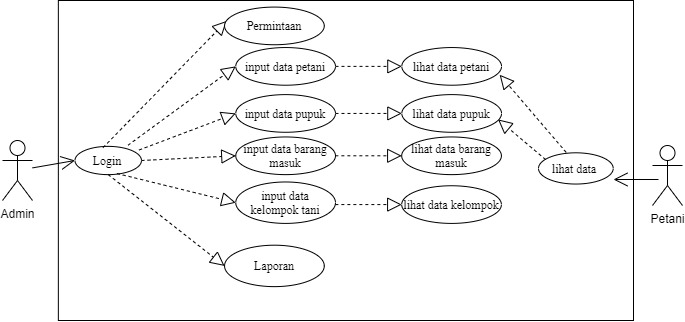 Permintaan
input data petani
lihat data petani
input data pupuk
lihat data pupuk
Login
input data barang
masuk
lihat data barang
masuk
lihat data
input data
kelompok tani
lihat data kelompok
Admin
Petani
Laporan